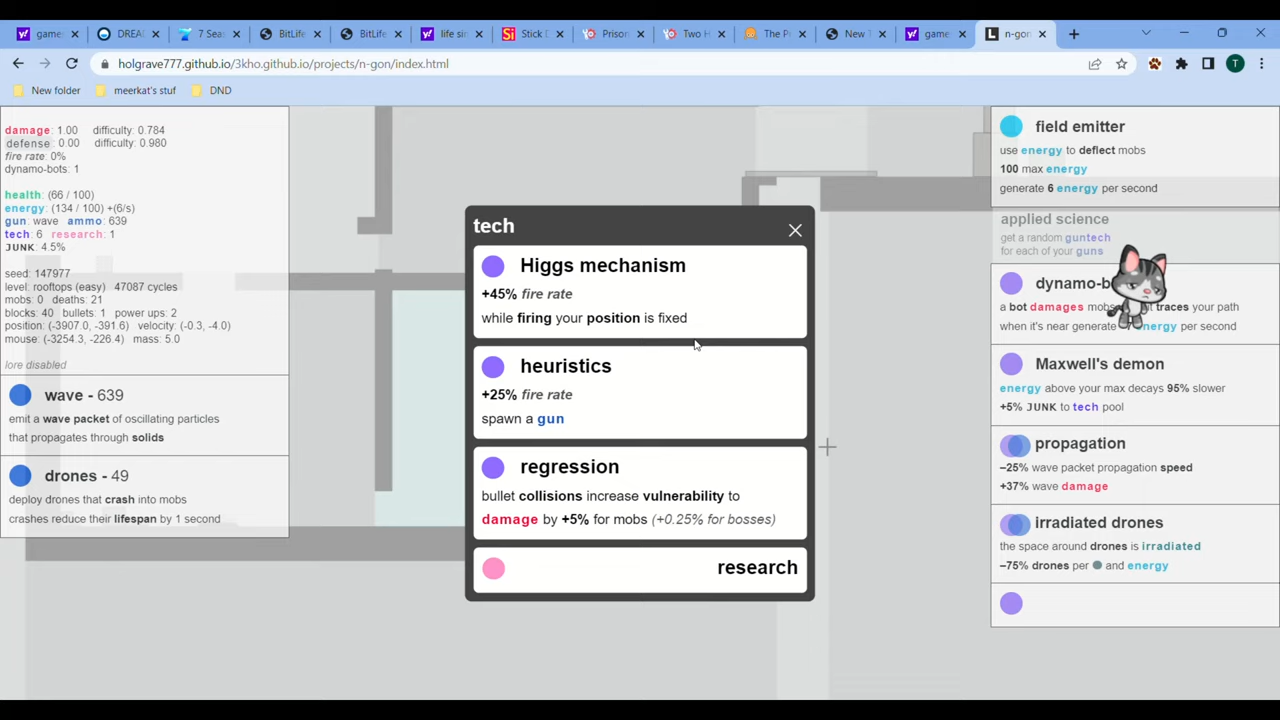 game
DREA
7 Sea
BitLife
BitLife
life si
Stick D
Prison
Two H
The P
New
game
n-gon
holgrave777.github.io/3kho.github.io/projects/n-gon/index.html
T
New folder
meerkat's stuf
DND
damage: 1.00 difficulty: 0.784
defense: 0.00 difficulty: 0.980
fire rate: 0%
dynamo-bots: 1
health: (66 / 100)
energy: (134 / 100) +(6/s)
gun: wave ammo: 639
tech: 6 research: 1
JUNK: 4.5%
seed: 147977
level: rooftops (easy) 47087 cycles
mobs: 0 deaths: 21
blocks: 40 bullets: 1 power ups: 2
position: (-3907.0, -391.6) velocity: (-0.3, -4.0)
mouse: (-3254.3, -226.4) mass: 5.0
lore disabled
wave - 639
emit a wave packet of oscillating particles
that propagates through solids
drones - 49
deploy drones that crash into mobs
crashes reduce their lifespan by 1 second
tech
Higgs mechanism
+45% fire rate
while firing your position is fixed
heuristics
+25% fire rate
spawn a gun
regression
bullet collisions increase vulnerability to
damage by +5% for mobs (+0.25% for bosses)
research
field emitter
use energy to deflect mobs
100 max energy
generate 6 energy per second
applied science
get a random guntech
for each of your guns
dynamo-b
a bot damages mobs traces your path
when it's near generate energy per second
Maxwell's demon
energy above your max decays 95% slower
+5% JUNK to tech pool
propagation
–25% wave packet propagation speed
+37% wave damage
irradiated drones
the space around drones is irradiated
–75% drones per and energy